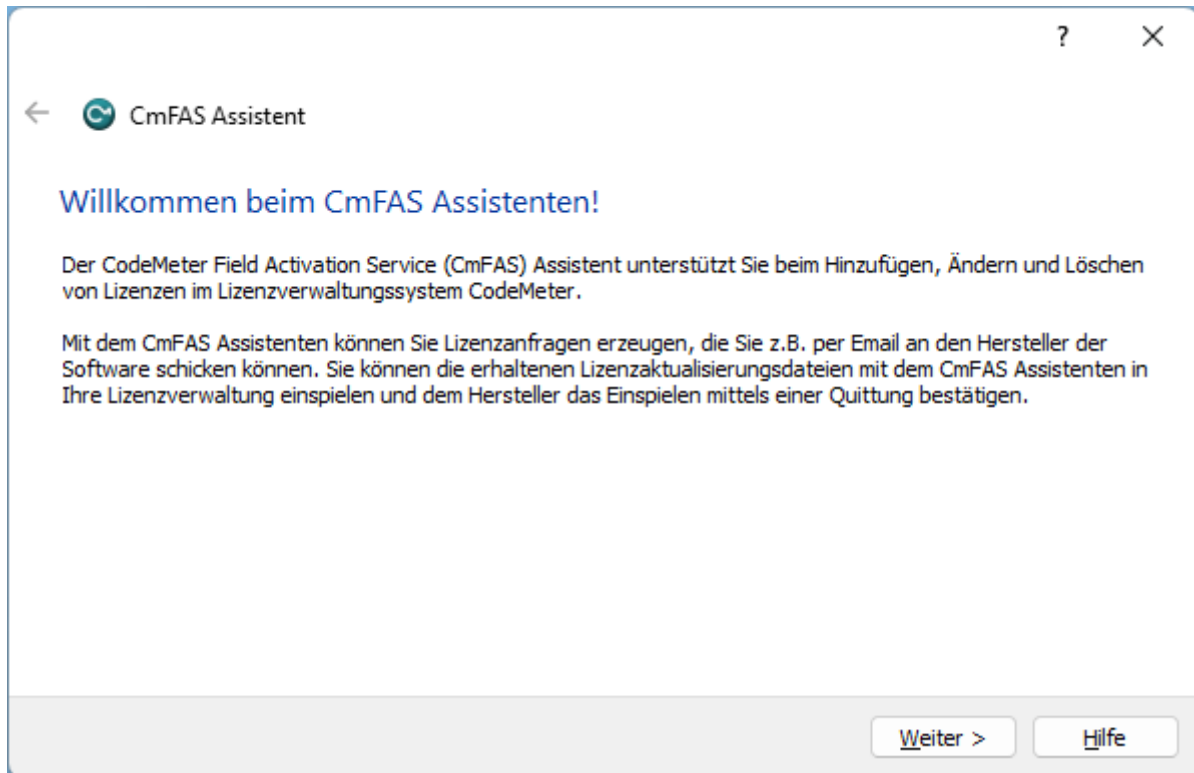 ?
CmFAS Assistent
Willkommen beim CmFAS Assistenten!
Der CodeMeter Field Activation Service (CmFAS) Assistent unterstützt Sie beim Hinzufügen, Ändern und Löschen
von Lizenzen im Lizenzverwaltungssystem CodeMeter.
Mit dem CmFAS Assistenten können Sie Lizenzanfragen erzeugen, die Sie z.B. per Email an den Hersteller der
Software schicken können. Sie können die erhaltenen Lizenzaktualisierungsdateien mit dem CmFAS Assistenten in
Ihre Lizenzverwaltung einspielen und dem Hersteller das Einspielen mittels einer Quittung bestätigen.
Weiter > Hilfe